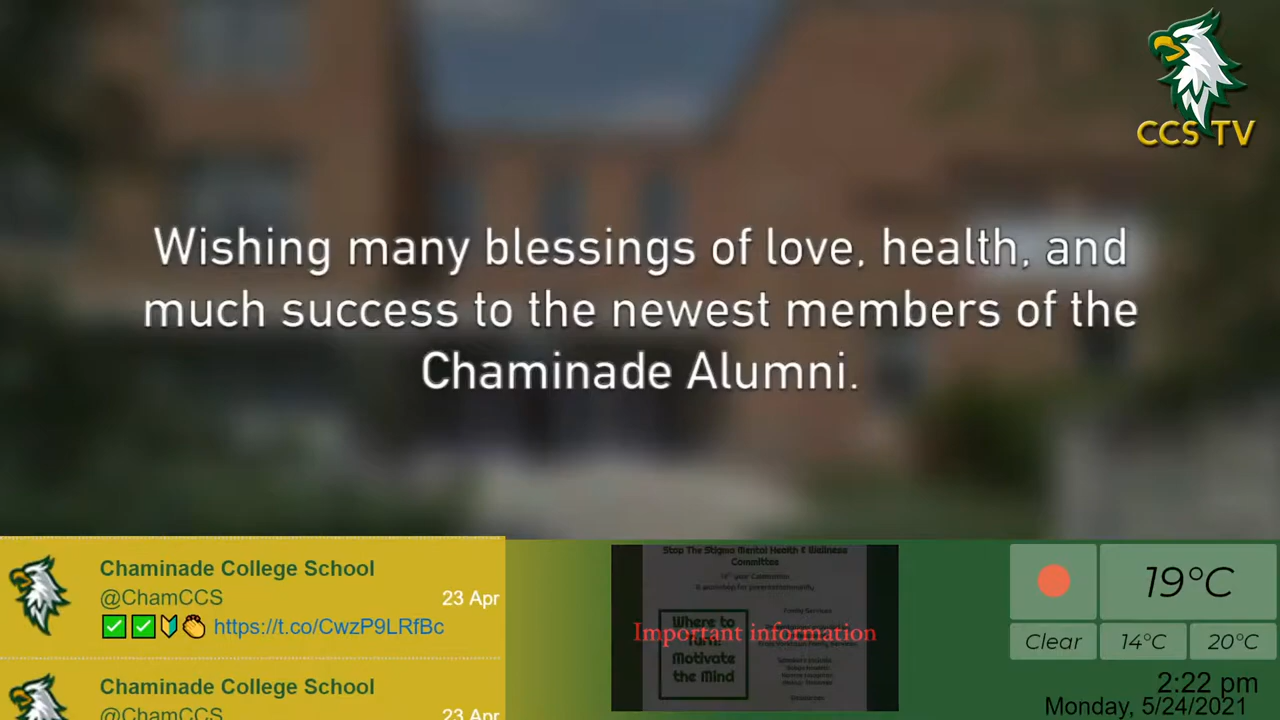 CCS TV
Wishing many blessings of love, health, and
much success to the newest members of the
Chaminade Alumni.
Chaminade College School
@ChamCCS
23 Apr
✅✅🔰👏 https://t.co/CwzP9LRfBc
Chaminade College School
@ChamCCS
23 Apr
Stop The Stigma Mental Health & Wellness
Committee
Important information
Where to
Turn:
Motivate
the Mind
19°C
Clear
14°C
20°C
2:22 pm
Monday, 5/24/2021